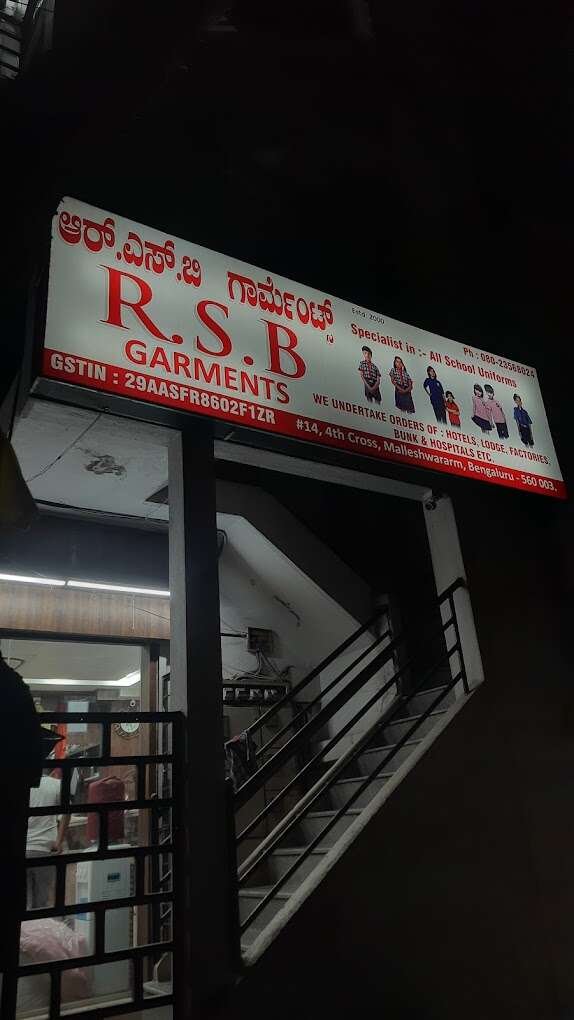 ಆರ್.ಎಸ್.ಬಿ ಗಾರ್ಮೆಂಟ್ಸ್
Estd. 2000
Ph : 080-23568024
R.S.B
Specialist in :- All School Uniforms
GARMENTS
WE UNDERTAKE ORDERS OF : HOTELS, LODGE, FACTORIES,
BUNK & HOSPITALS ETC.
GSTIN : 29AASFR8602F1ZR
#14, 4th Cross, Malleshwararm, Bengaluru - 560 003.